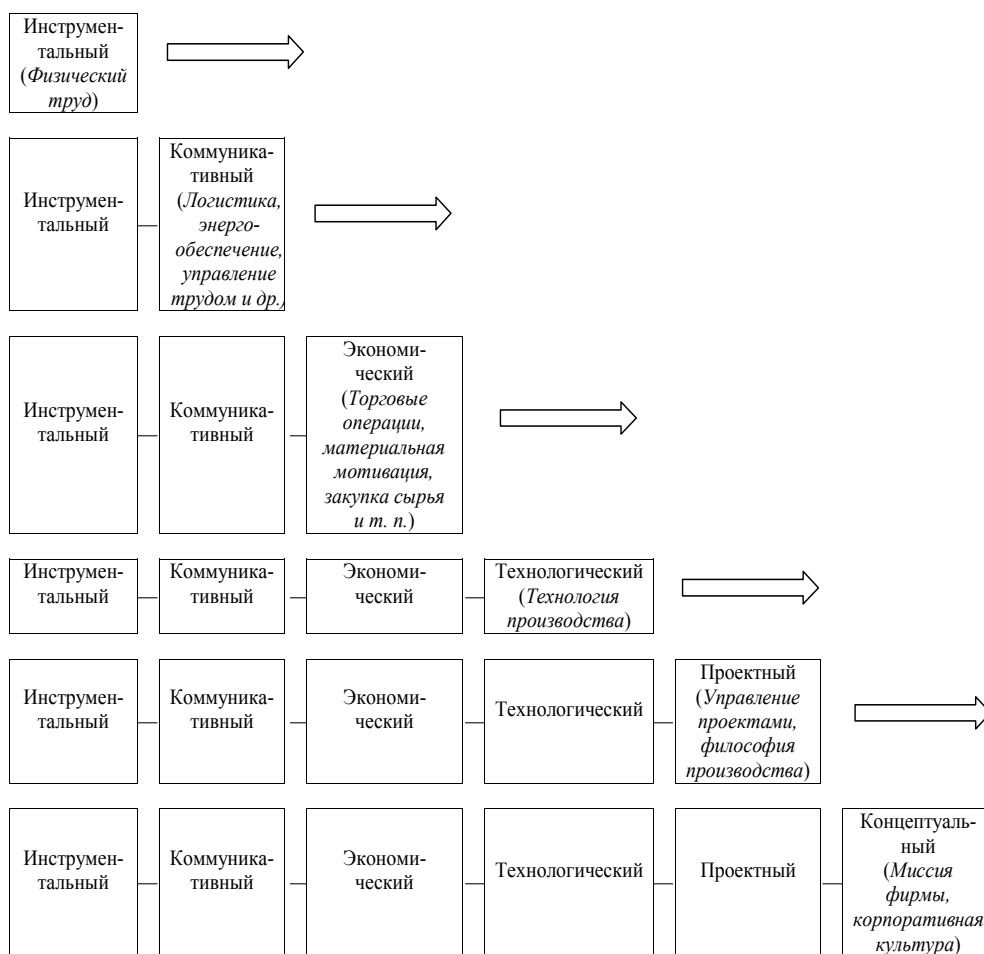 Инструмен-
тальный
(Физический
труд)
Инструмен-
тальный
Коммуника-
тивный
(Логистика,
энерго-
обеспечение,
управление
трудом и др.)
Инструмен-
тальный
Коммуника-
тивный
Экономи-
ческий
(Торговые
операции,
материальная
мотивация,
закупка сырья
и т. п.)
Инструмен-
тальный
Коммуника-
тивный
Экономи-
ческий
Технологический
(Технология
производства)
Инструмен-
тальный
Коммуника-
тивный
Экономи-
ческий
Технологический
Проектный
(Управление
проектами,
философия
производства)
Инструмен-
тальный
Коммуника-
тивный
Экономи-
ческий
Технологический
Проектный
Концептуаль-
ный
(Миссия
фирмы,
корпоративная
культура)